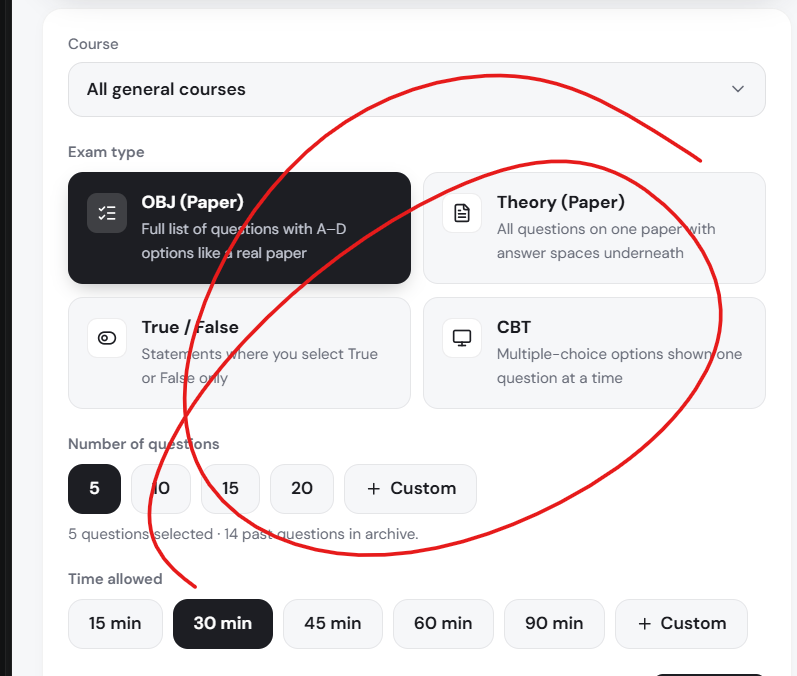 Course
All general courses
Exam type
OBJ (Paper)
Full list of questions with A–D
options like a real paper
Theory (Paper)
All questions on one paper with
answer spaces underneath
True / False
Statements where you select True
or False only
CBT
Multiple-choice options shown one
question at a time
Number of questions
5
10
15
20
+ Custom
5 questions selected · 14 past questions in archive.
Time allowed
15 min
30 min
45 min
60 min
90 min
+ Custom